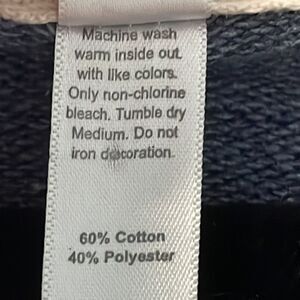 Machine wash
warm inside out.
with like colors.
Only non-chlorine
bleach. Tumble dry
Medium. Do not
iron decoration.
60% Cotton
40% Polyester